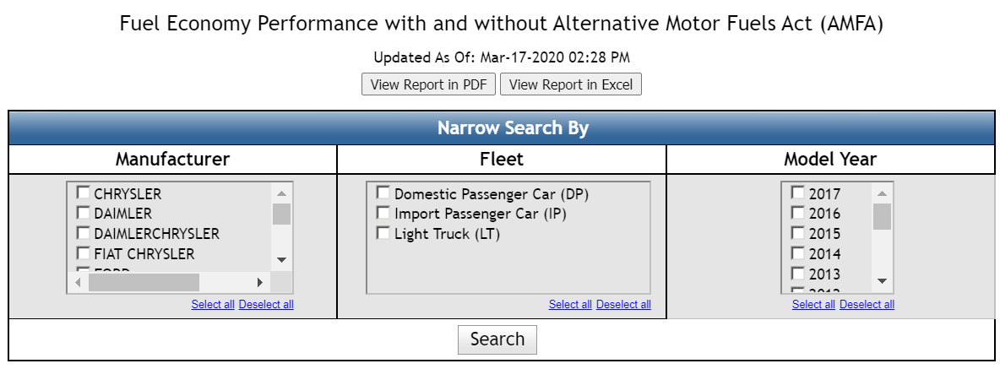 Fuel Economy Performance with and without Alternative Motor Fuels Act (AMFA)
Updated As Of: Mar-17-2020 02:28 PM
View Report in PDF View Report in Excel
Narrow Search By
Manufacturer Fleet Model Year
CHRYSLER
DAIMLER
DAIMLERCHRYSLER
FIAT CHRYSLER
Select all Deselect all
Domestic Passenger Car (DP)
Import Passenger Car (IP)
Light Truck (LT)
Select all Deselect all
2017
2016
2015
2014
2013
Select all Deselect all
Search